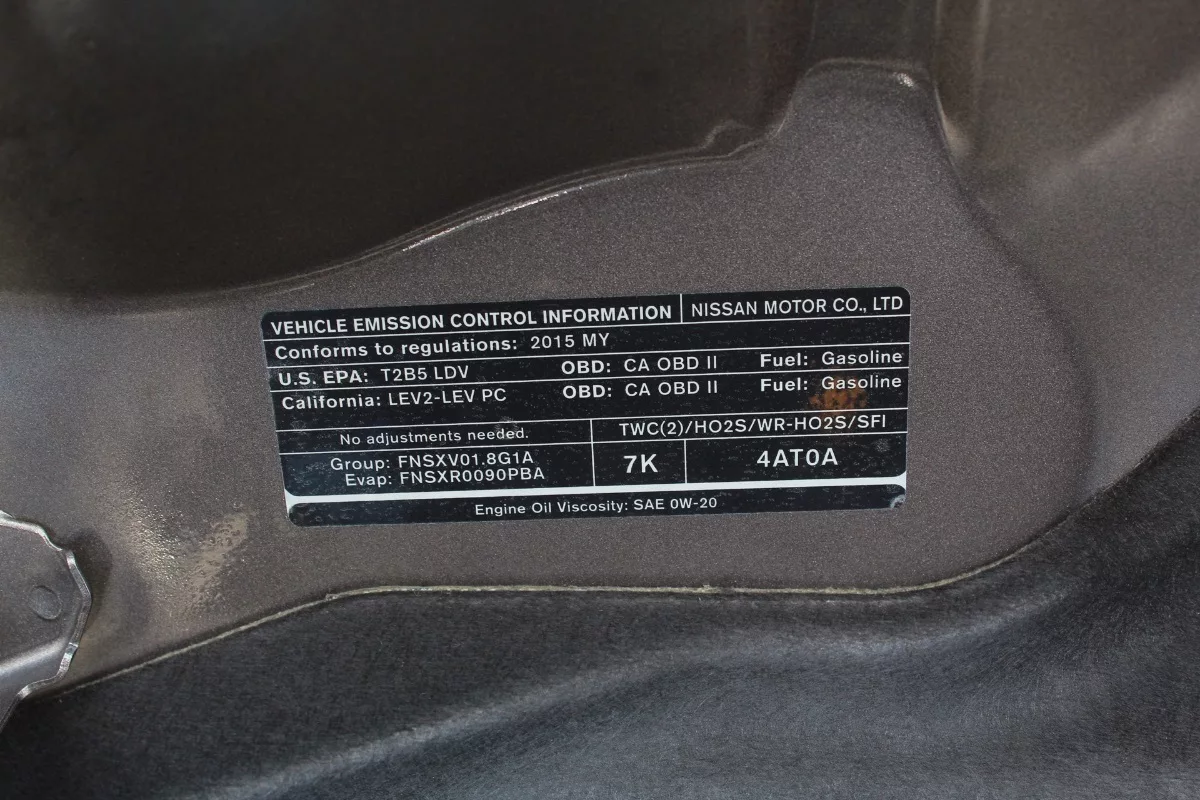 VEHICLE EMISSION CONTROL INFORMATION NISSAN MOTOR CO., LTD
Conforms to regulations: 2015 MY
U.S. EPA: T2B5 LDV OBD: CA OBD II Fuel: Gasoline
California: LEV2-LEV PC OBD: CA OBD II Fuel: Gasoline
No adjustments needed. TWC(2)/HO2S/WR-HO2S/SFI
Group: FNSXV01.8G1A
Evap: FNSXR0090PBA
7K 4AT0A
Engine Oil Viscosity: SAE 0W-20